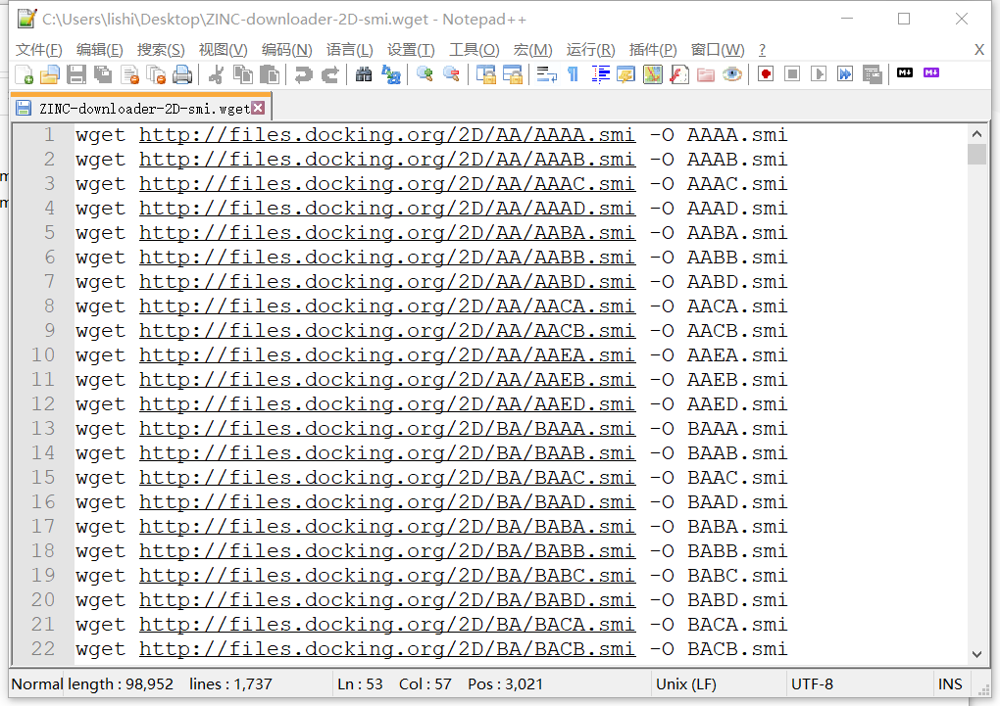 C:\Users\lishi\Desktop\ZINC-downloader-2D-smi.wget - Notepad++
文件(F) 编辑(E) 搜索(S) 视图(V) 编码(N) 语言(L) 设置(T) 工具(O) 宏(M) 运行(R) 插件(P) 窗口(W) ? X
ZINC-downloader-2D-smi.wget
1 wget http://files.docking.org/2D/AA/AAAA.smi -O AAAA.smi
2 wget http://files.docking.org/2D/AA/AAAB.smi -O AAAB.smi
3 wget http://files.docking.org/2D/AA/AAAC.smi -O AAAC.smi
4 wget http://files.docking.org/2D/AA/AAAD.smi -O AAAD.smi
5 wget http://files.docking.org/2D/AA/AABA.smi -O AABA.smi
6 wget http://files.docking.org/2D/AA/AABB.smi -O AABB.smi
7 wget http://files.docking.org/2D/AA/AABD.smi -O AABD.smi
8 wget http://files.docking.org/2D/AA/AACA.smi -O AACA.smi
9 wget http://files.docking.org/2D/AA/AACB.smi -O AACB.smi
10 wget http://files.docking.org/2D/AA/AAEA.smi -O AAEA.smi
11 wget http://files.docking.org/2D/AA/AAEB.smi -O AAEB.smi
12 wget http://files.docking.org/2D/AA/AAED.smi -O AAED.smi
13 wget http://files.docking.org/2D/BA/BAAA.smi -O BAAA.smi
14 wget http://files.docking.org/2D/BA/BAAB.smi -O BAAB.smi
15 wget http://files.docking.org/2D/BA/BAAC.smi -O BAAC.smi
16 wget http://files.docking.org/2D/BA/BAAD.smi -O BAAD.smi
17 wget http://files.docking.org/2D/BA/BABA.smi -O BABA.smi
18 wget http://files.docking.org/2D/BA/BABB.smi -O BABB.smi
19 wget http://files.docking.org/2D/BA/BABC.smi -O BABC.smi
20 wget http://files.docking.org/2D/BA/BABD.smi -O BABD.smi
21 wget http://files.docking.org/2D/BA/BACA.smi -O BACA.smi
22 wget http://files.docking.org/2D/BA/BACB.smi -O BACB.smi
Normal length : 98,952 lines : 1,737 Ln : 53 Col : 57 Pos : 3,021 Unix (LF) UTF-8 INS